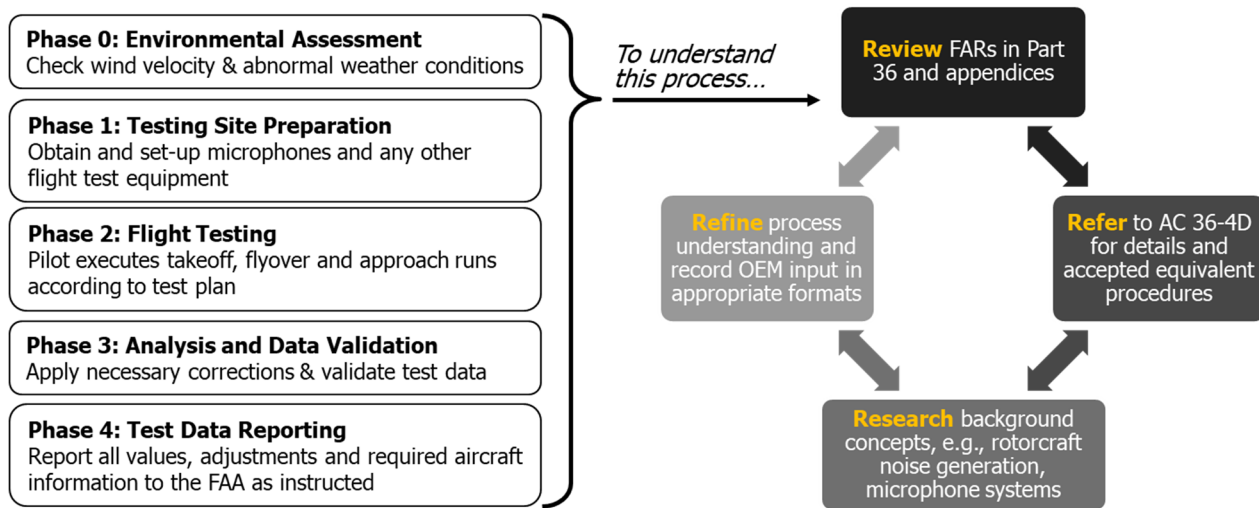 Phase 0: Environmental Assessment
Check wind velocity & abnormal weather conditions
Phase 1: Testing Site Preparation
Obtain and set-up microphones and any other
flight test equipment
Phase 2: Flight Testing
Pilot executes takeoff, flyover and approach runs
according to test plan
Phase 3: Analysis and Data Validation
Apply necessary corrections & validate test data
Phase 4: Test Data Reporting
Report all values, adjustments and required aircraft
information to the FAA as instructed
To understand
this process...
Review FARs in Part
36 and appendices
Refer to AC 36-4D
for details and
accepted equivalent
procedures
Research background
concepts, e.g., rotorcraft
noise generation,
microphone systems
Refine process
understanding and
record OEM input in
appropriate formats